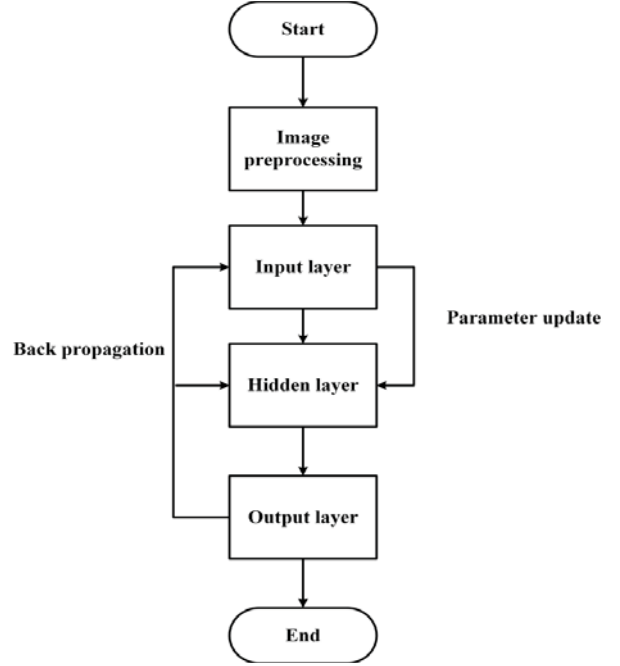 Start
Image
preprocessing
Input layer
Parameter update
Back propagation
Hidden layer
Output layer
End